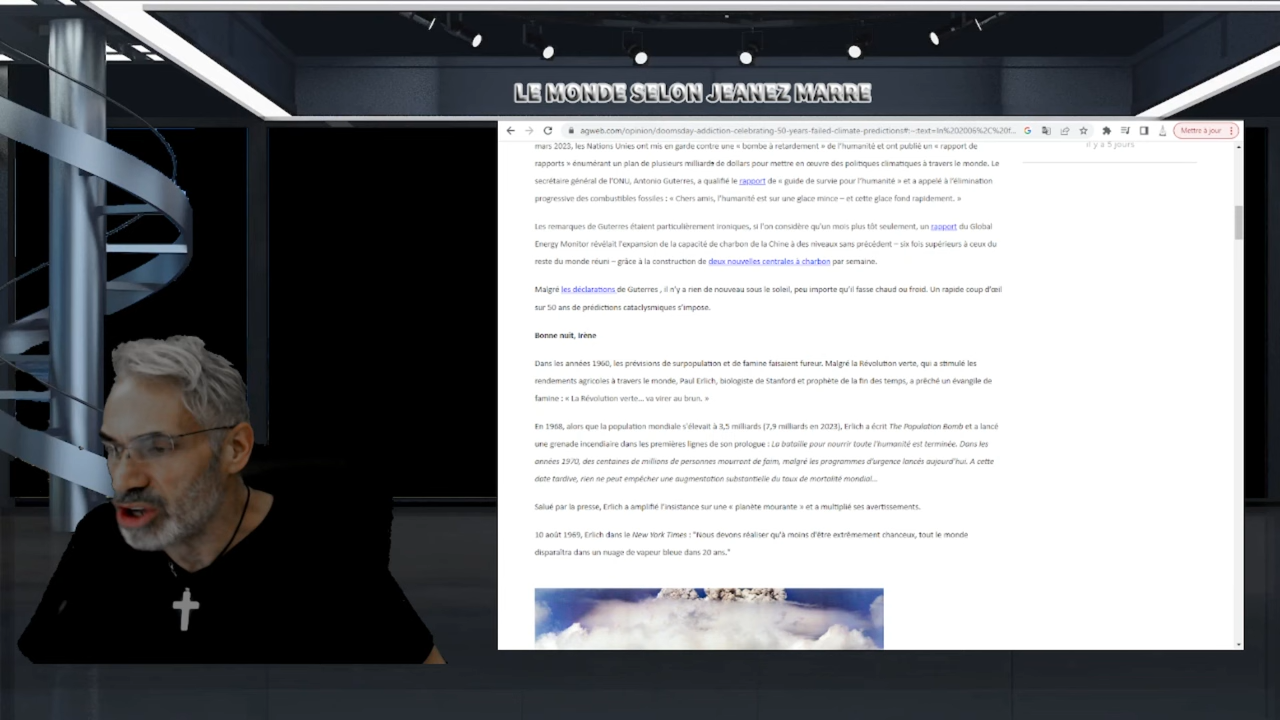 LE MONDE SELON JEANEZ MARRE
agweb.com/opinion/doomsday-addiction-celebrating-50-years-failed-climate-predictions#:~:text=In%202006%2C%20f...
Mettre à jour
mars 2023, les Nations Unies ont mis en garde contre une « bombe à retardement » de l'humanité et ont publié un « rapport de
il y a 5 jours
rapports » énumérant un plan de plusieurs milliards de dollars pour mettre en œuvre des politiques climatiques à travers le monde. Le
secrétaire général de l'ONU, Antonio Guterres, a qualifié le rapport de « guide de survie pour l'humanité » et a appelé à l'élimination
progressive des combustibles fossiles : « Chers amis, l'humanité est sur une glace mince – et cette glace fond rapidement. »
Les remarques de Guterres étaient particulièrement ironiques, si l'on considère qu'un mois plus tôt seulement, un rapport du Global
Energy Monitor révélait l'expansion de la capacité de charbon de la Chine à des niveaux sans précédent – six fois supérieurs à ceux du
reste du monde réuni – grâce à la construction de deux nouvelles centrales à charbon par semaine.
Malgré les déclarations de Guterres , il n'y a rien de nouveau sous le soleil, peu importe qu'il fasse chaud ou froid. Un rapide coup d'œil
sur 50 ans de prédictions cataclysmiques s'impose.
Bonne nuit, Irène
Dans les années 1960, les prévisions de surpopulation et de famine faisaient fureur. Malgré la Révolution verte, qui a stimulé les
rendements agricoles à travers le monde, Paul Erlich, biologiste de Stanford et prophète de la fin des temps, a prêché un évangile de
famine : « La Révolution verte... va virer au brun. »
En 1968, alors que la population mondiale s'élevait à 3,5 milliards (7,9 milliards en 2023), Erlich a écrit The Population Bomb et a lancé
une grenade incendiaire dans les premières lignes de son prologue : La bataille pour nourrir toute l'humanité est terminée. Dans les
années 1970, des centaines de millions de personnes mourront de faim, malgré les programmes d'urgence lancés aujourd'hui. A cette
date tardive, rien ne peut empêcher une augmentation substantielle du taux de mortalité mondial...
Salué par la presse, Erlich a amplifié l'insistance sur une « planète mourante » et a multiplié ses avertissements.
10 août 1969, Erlich dans le New York Times : "Nous devons réaliser qu'à moins d'être extrêmement chanceux, tout le monde
disparaîtra dans un nuage de vapeur bleue dans 20 ans."